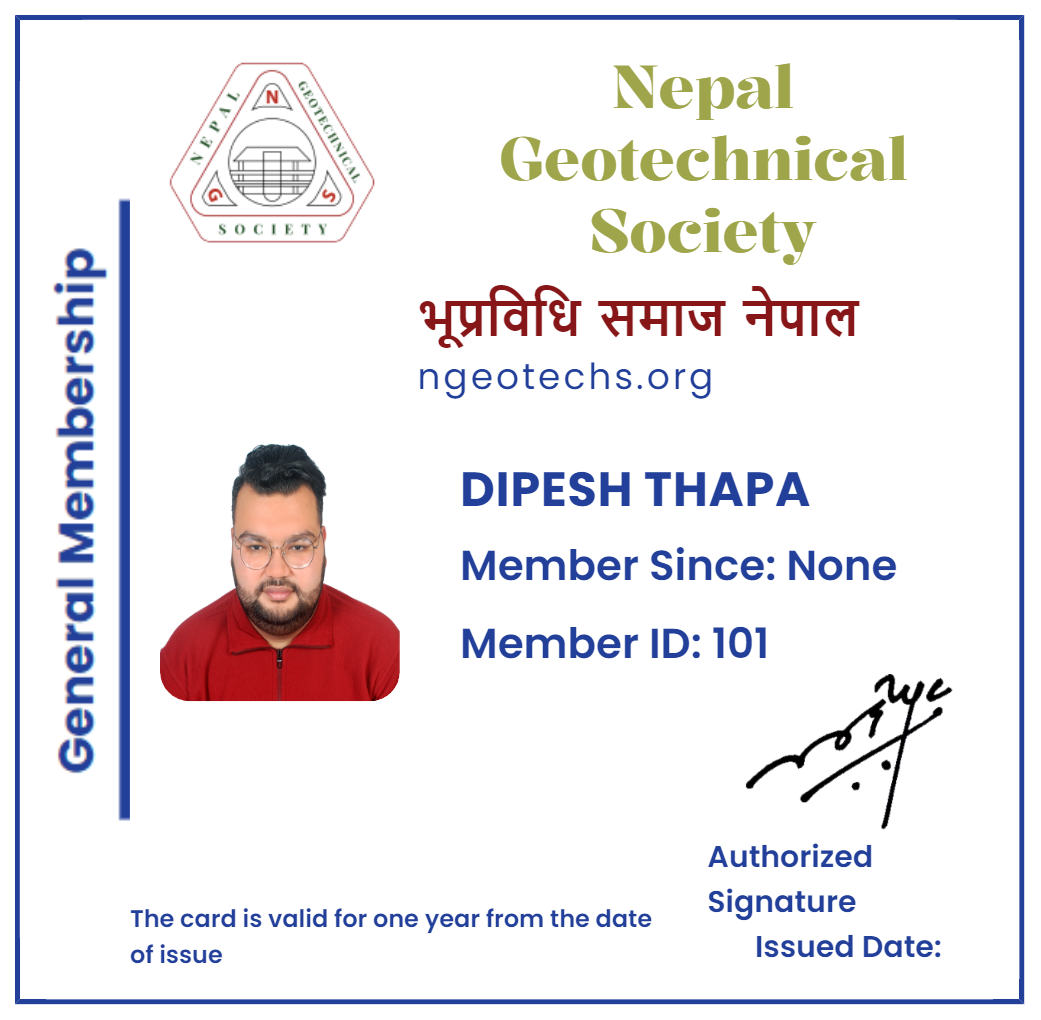 NEPAL
GEOTECHNICAL
N
G
S
SOCIETY
Nepal
Geotechnical
Society
भूप्रविधि समाज नेपाल
ngeotechs.org
General Membership
DIPESH THAPA
Member Since: None
Member ID: 101
Authorized
Signature
Issued Date:
The card is valid for one year from the date
of issue